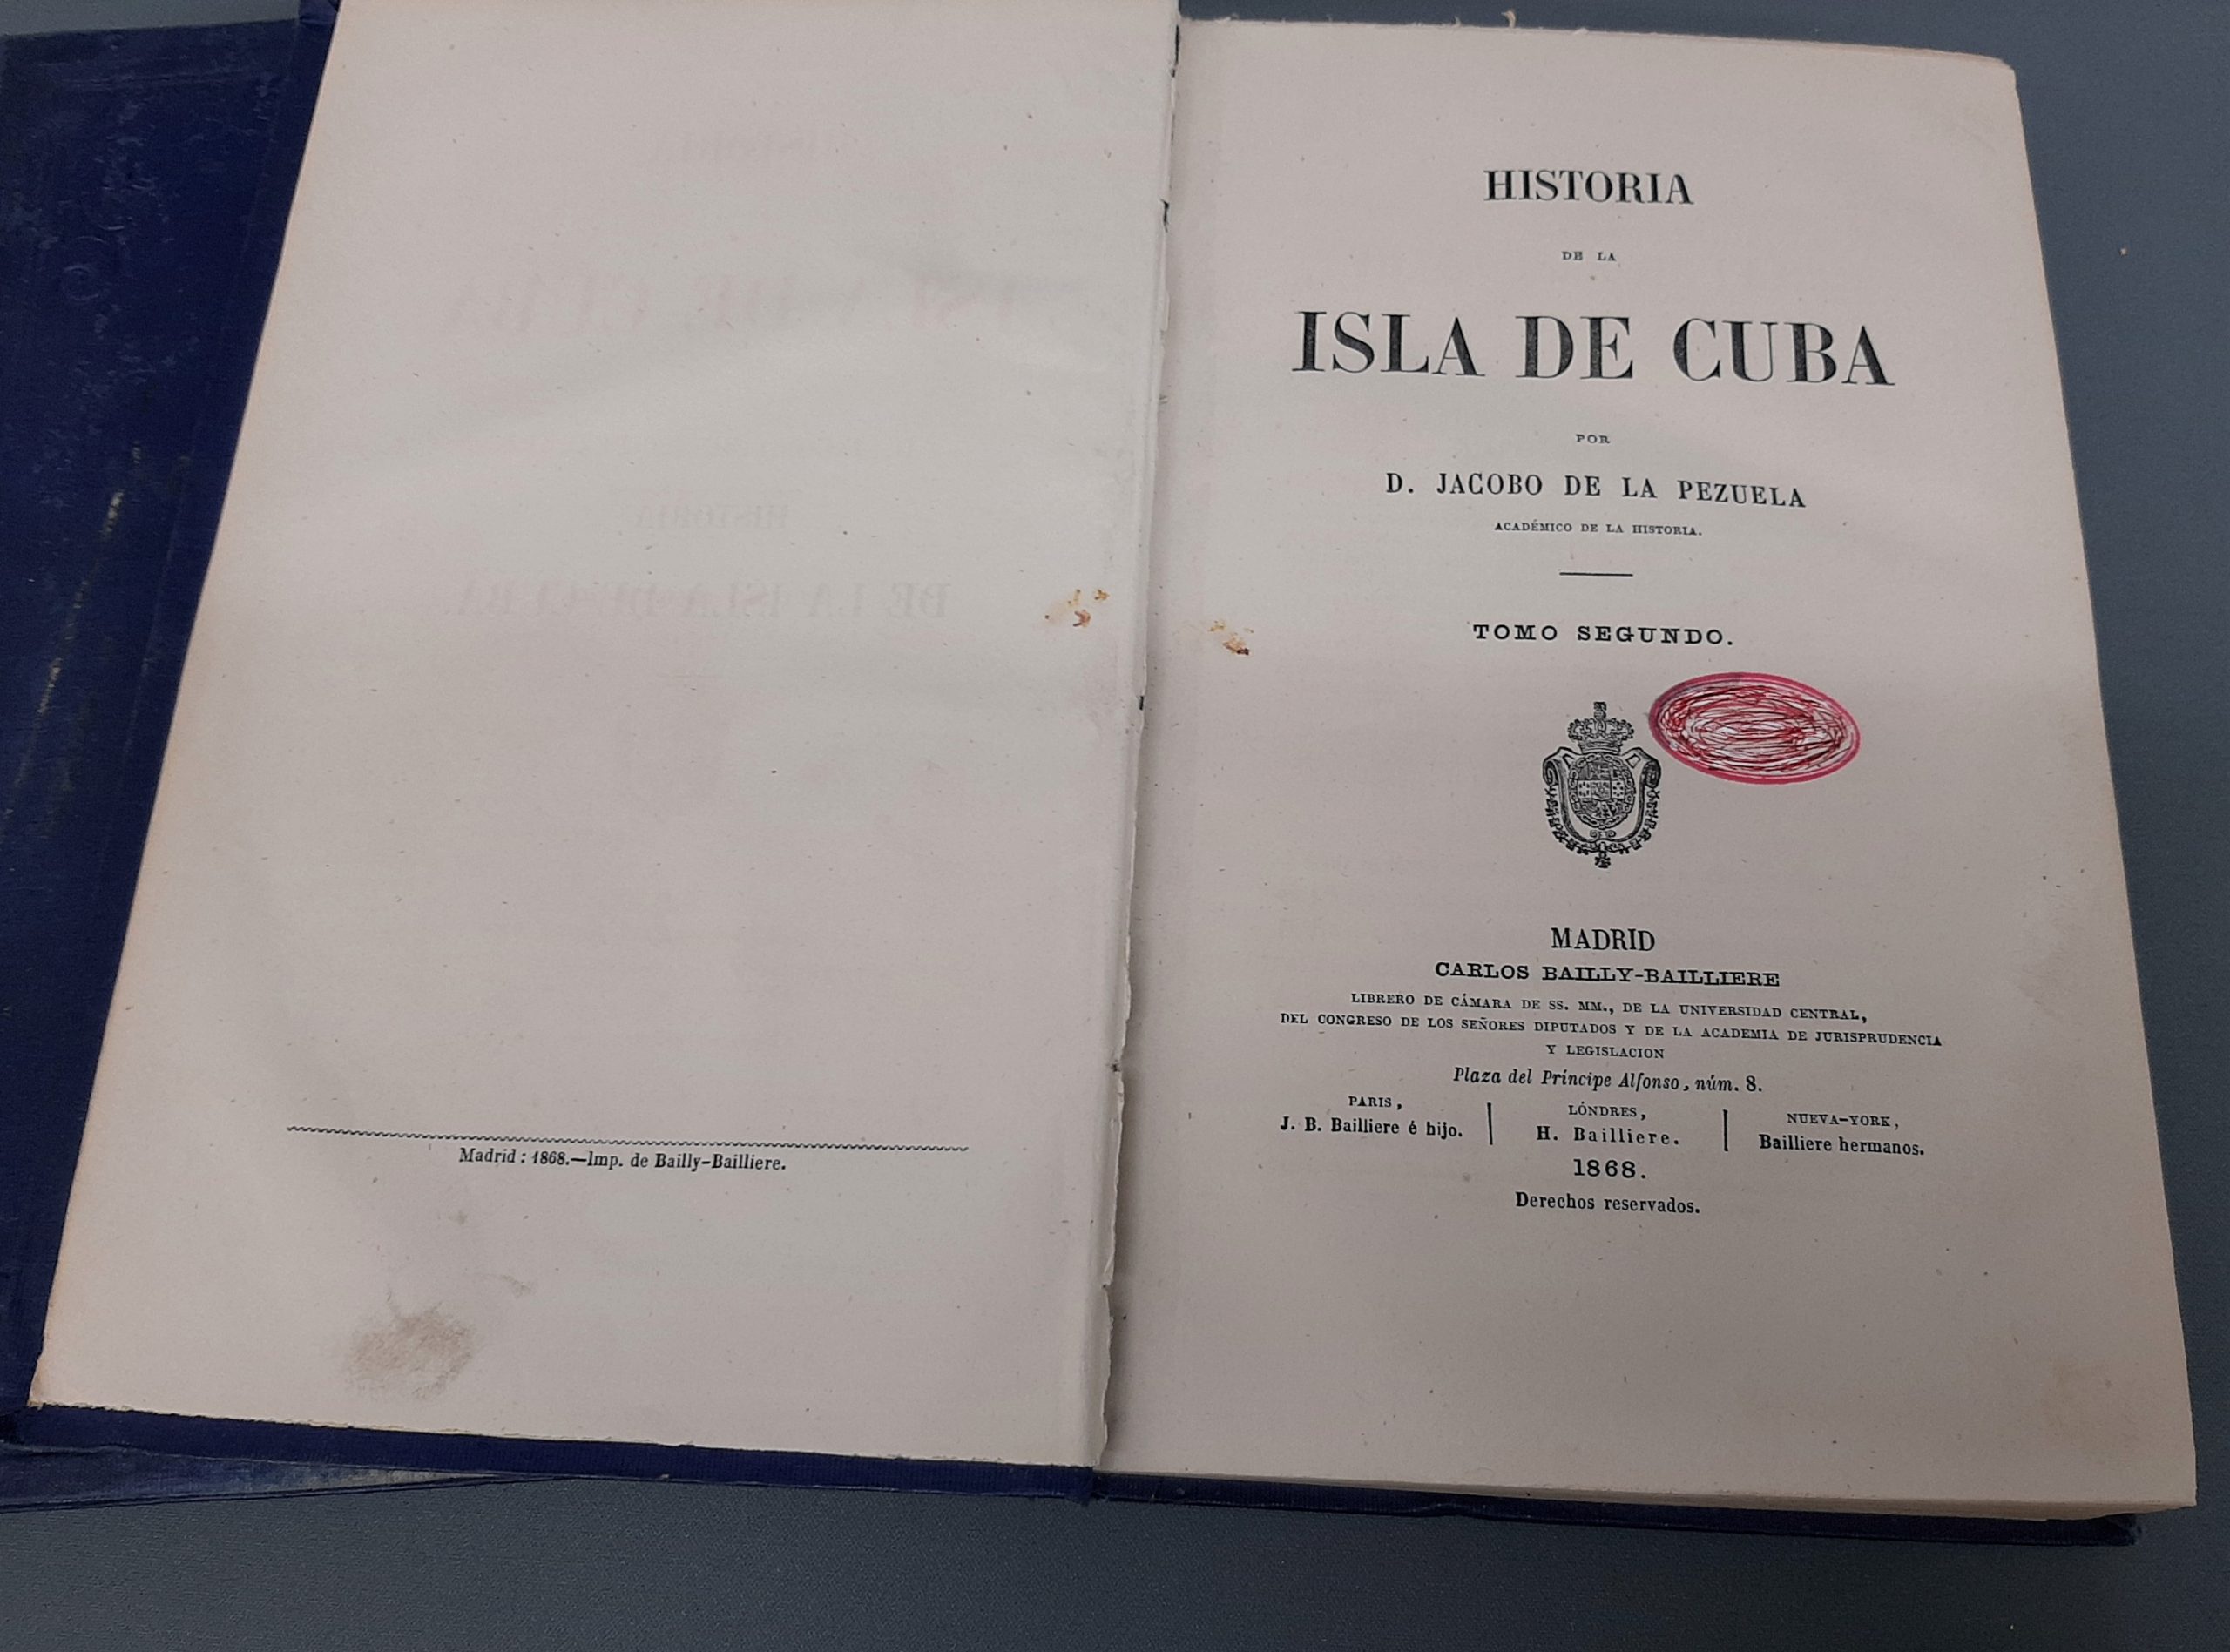 Madrid: 1868.—Imp. de Bailly-Bailliere.
HISTORIA
DE LA
ISLA DE CUBA
POR
D. JACOBO DE LA PEZUELA
ACADÉMICO DE LA HISTORIA.
TOMO SEGUNDO.
MADRID
CARLOS BAILLY-BAILLIERE
LIBRERO DE CÁMARA DE SS. MM., DE LA UNIVERSIDAD CENTRAL,
DEL CONGRESO DE LOS SEÑORES DIPUTADOS Y DE LA ACADEMIA DE JURISPRUDENCIA
Y LEGISLACION
Plaza del Príncipe Alfonso, núm. 8.
PARIS,
J. B. Bailliere é hijo.
LÓNDRES,
H. Bailliere.
NUEVA-YORK,
Bailliere hermanos.
1868.
Derechos reservados.